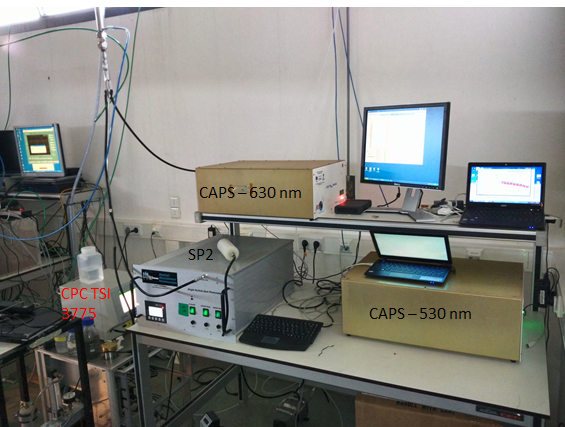 CAPS – 630 nm
SP2
CPC TSI
3775
CAPS – 530 nm